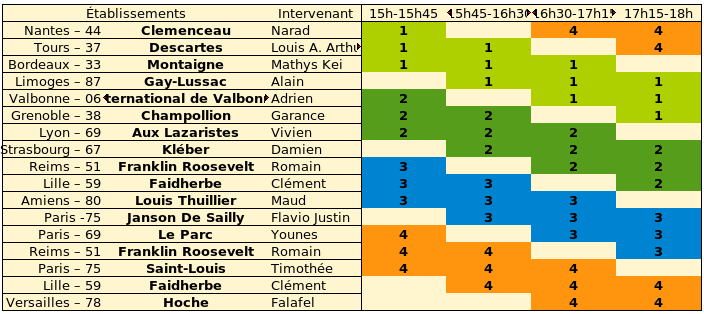 Établissements Intervenant 15h-15h45 15h45-16h30 16h30-17h1 17h15-18h
Nantes – 44 Clemenceau Narad 1 4 4
Tours – 37 Descartes Louis A. Arthu 1 1 4
Bordeaux – 33 Montaigne Mathys Kei 1 1 1
Limoges – 87 Gay-Lussac Alain 1 1 1
Valbonne – 06 ternational de Valbonn Adrien 2 1 1
Grenoble – 38 Champollion Garance 2 2 1
Lyon – 69 Aux Lazaristes Vivien 2 2 2
Strasbourg – 67 Kléber Damien 2 2 2
Reims – 51 Franklin Roosevelt Romain 3 2 2
Lille – 59 Faidherbe Clément 3 3 2
Amiens – 80 Louis Thuillier Maud 3 3 3
Paris -75 Janson De Sailly Flavio Justin 3 3 3
Paris – 69 Le Parc Younes 4 3 3
Reims – 51 Franklin Roosevelt Romain 4 4 3
Paris – 75 Saint-Louis Timothée 4 4 4
Lille – 59 Faidherbe Clément 4 4 4
Versailles – 78 Hoche Falafel 4 4